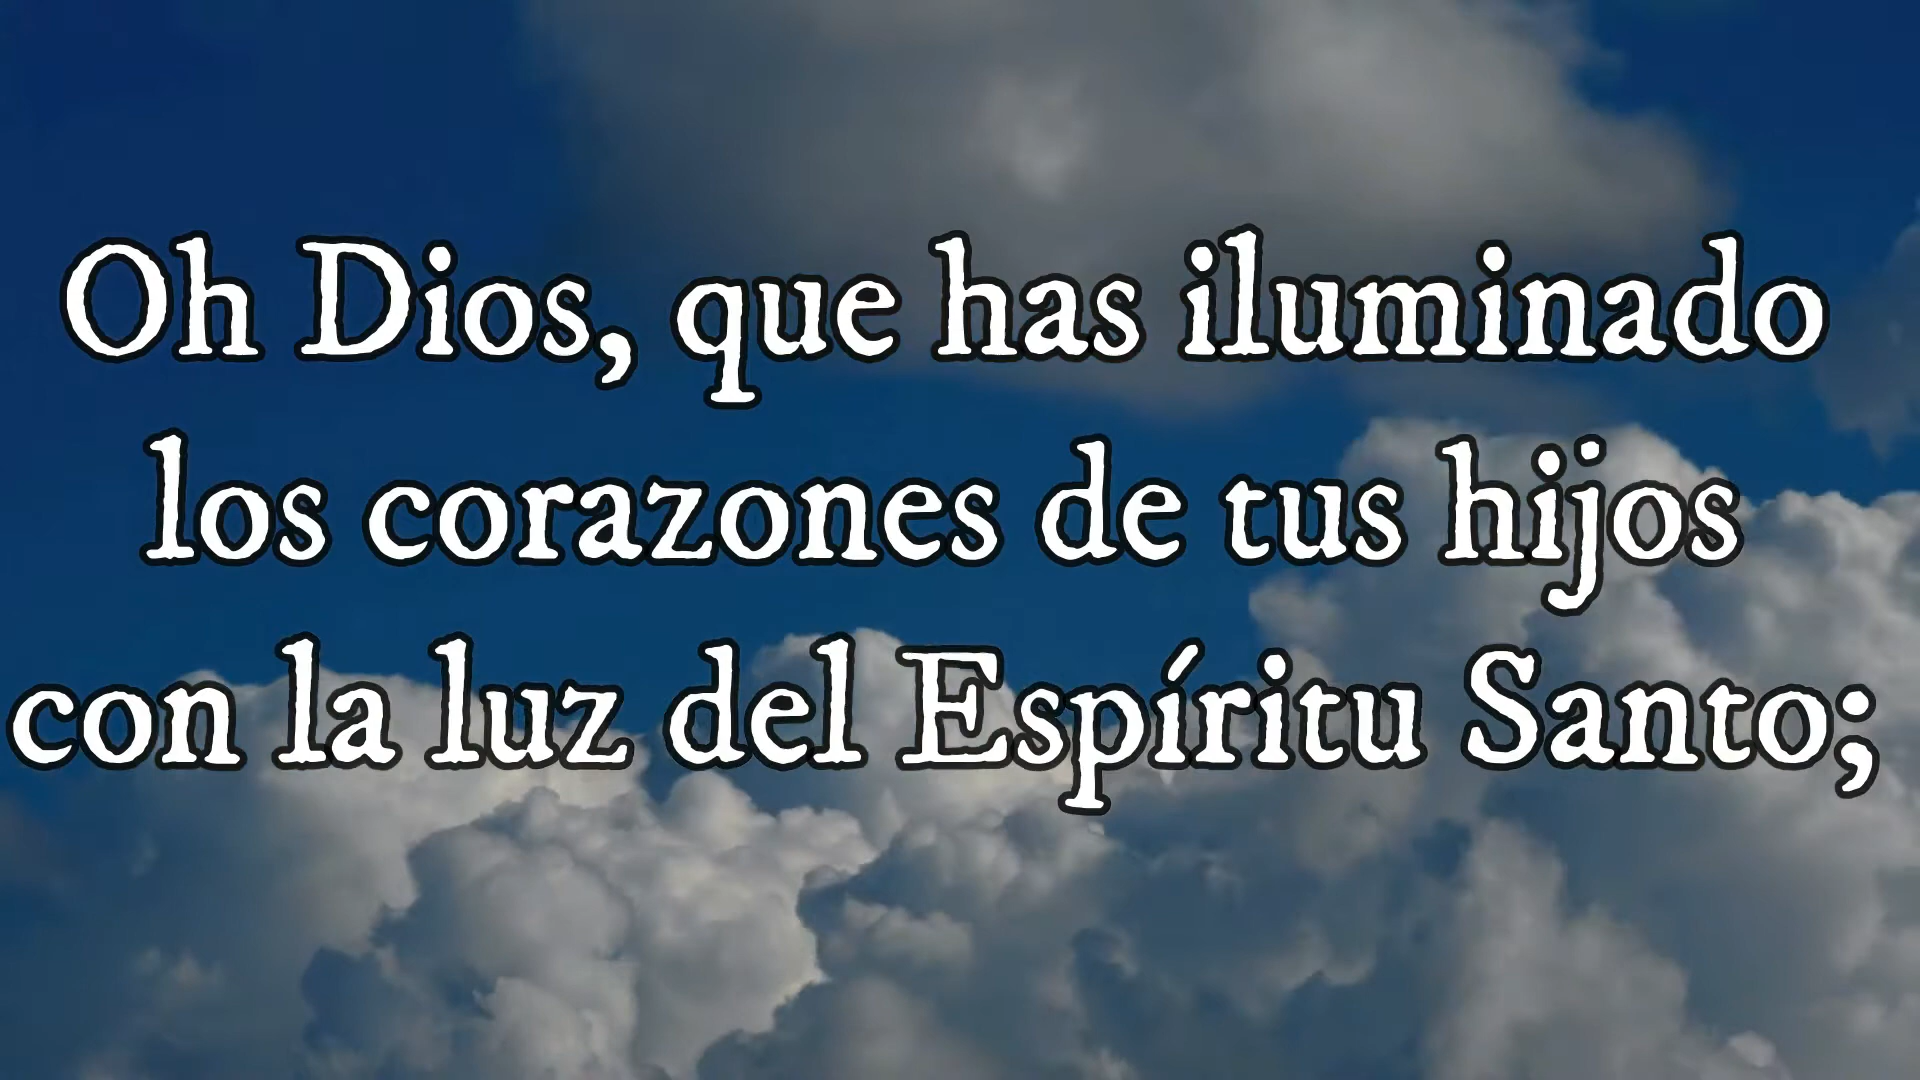 Oh Dios, que has iluminado
los corazones de tus hijos
con la luz del Espíritu Santo;